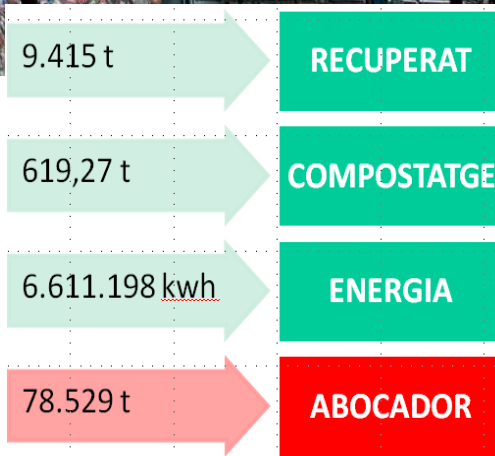 9.415 t
RECUPERAT
619,27 t
COMPOSTATGE
6.611.198 kwh
ENERGIA
78.529 t
ABOCADOR